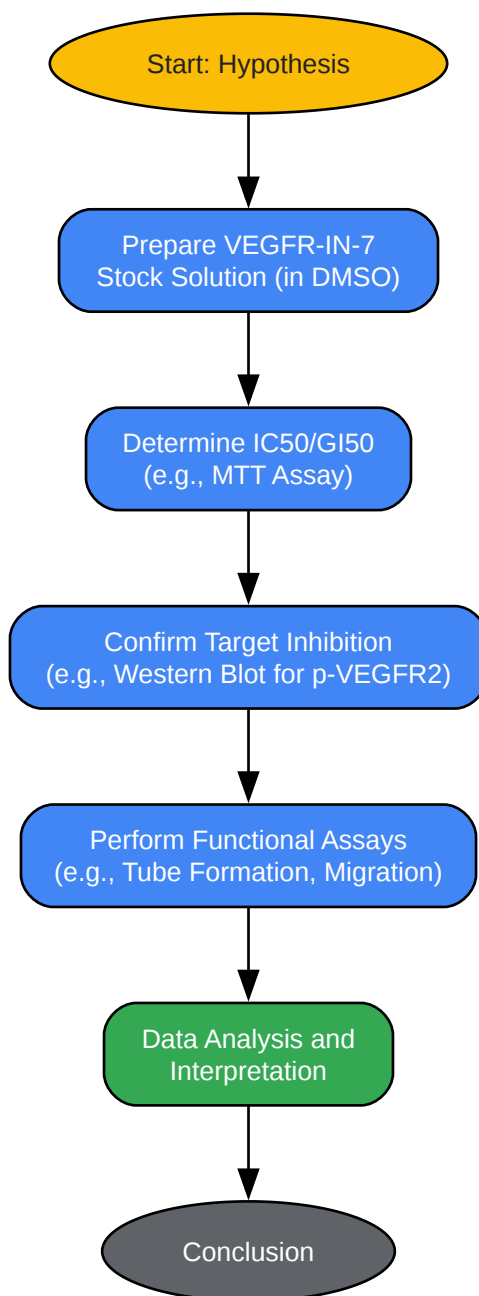 Start: Hypothesis
Prepare VEGFR-IN-7
Stock Solution (in DMSO)
Determine IC50/GI50
(e.g., MTT Assay)
Confirm Target Inhibition
(e.g., Western Blot for p-VEGFR2)
Perform Functional Assays
(e.g., Tube Formation, Migration)
Data Analysis and
Interpretation
Conclusion